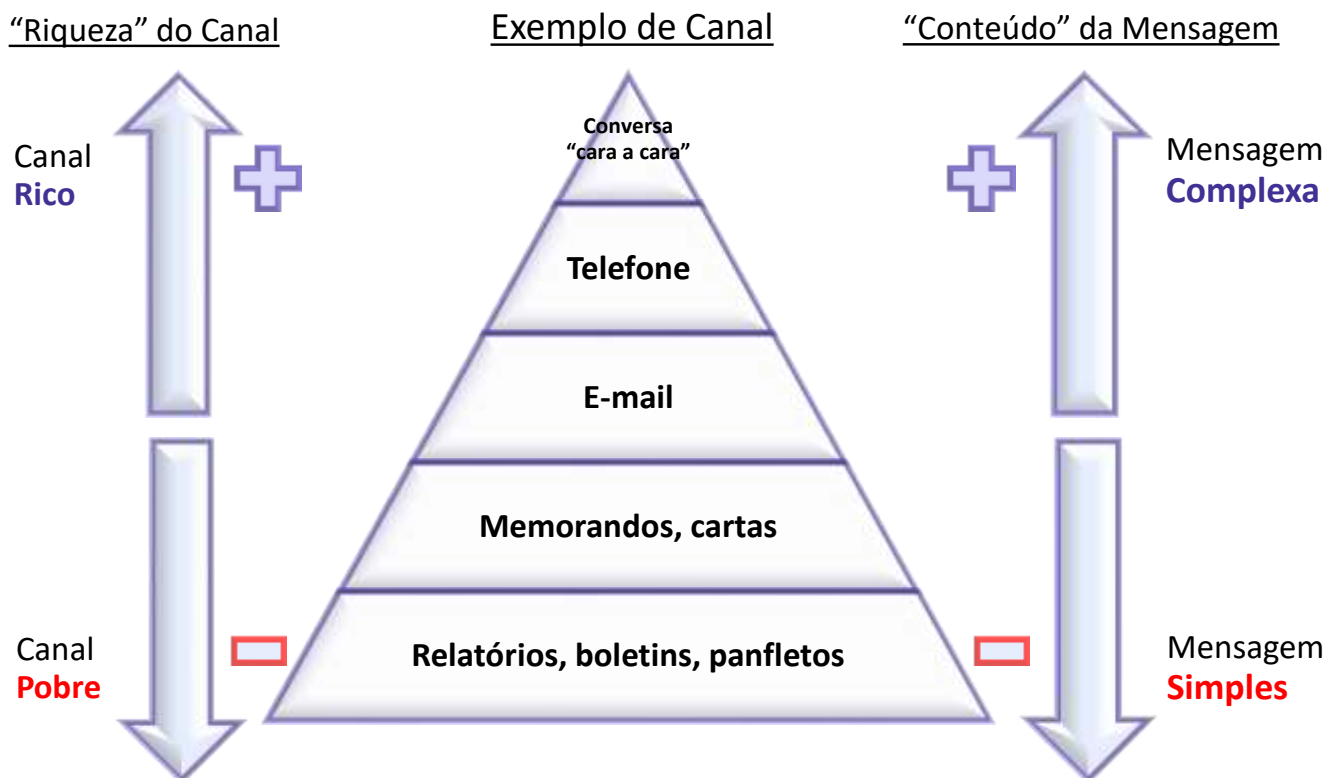 “Riqueza” do Canal
Exemplo de Canal
“Conteúdo” da Mensagem
Canal
Rico
Conversa
“cara a cara”
Mensagem
Complexa
Telefone
E-mail
Memorandos, cartas
Canal
Pobre
Relatórios, boletins, panfletos
Mensagem
Simples